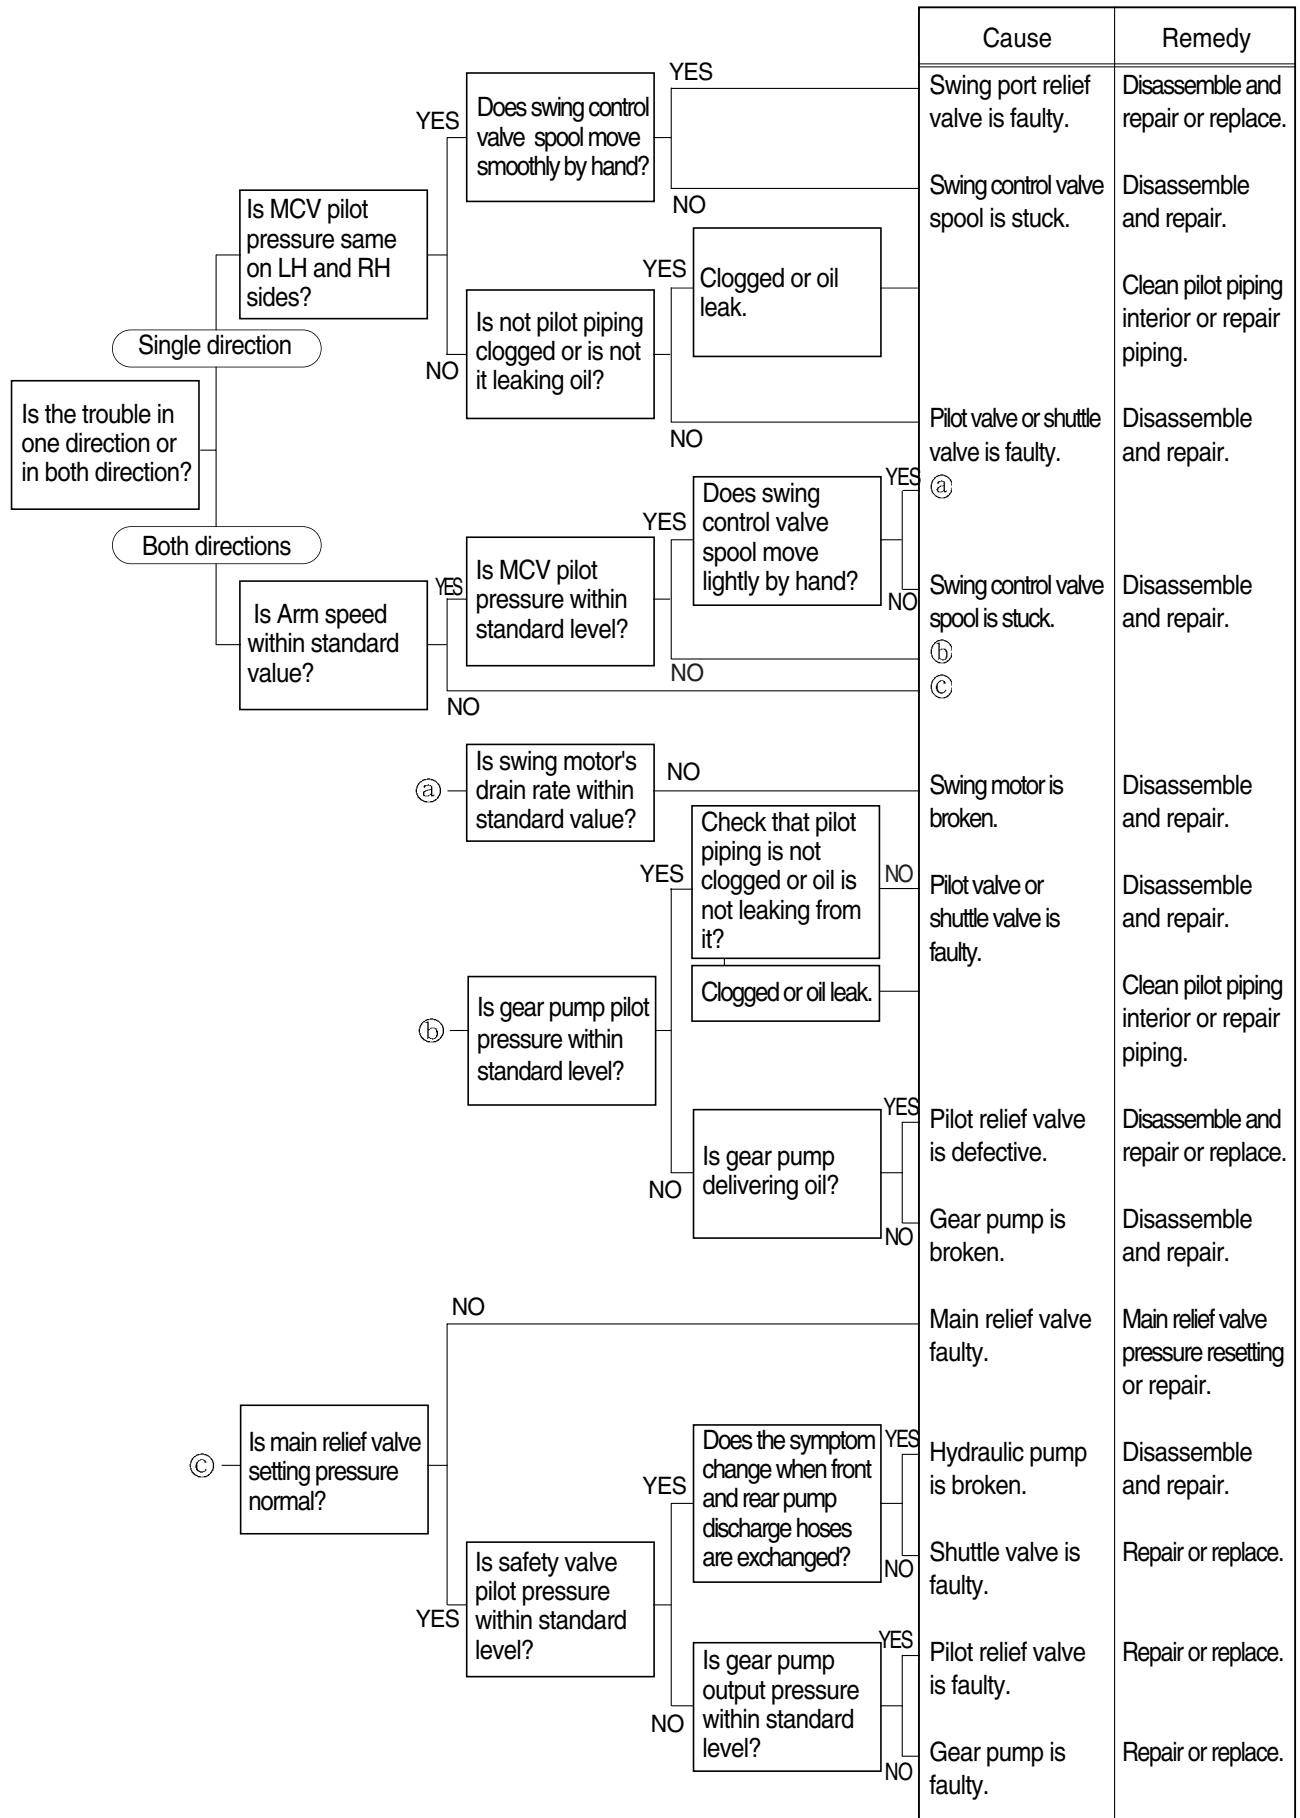 Cause
Remedy
YES
Swing port relief
valve is faulty.
Disassemble and
repair or replace.
YES
Does swing control
valve spool move
smoothly by hand?
NO
Swing control valve
spool is stuck.
Disassemble
and repair.
Is MCV pilot
pressure same
on LH and RH
sides?
YES
Clogged or oil
leak.
Clean pilot piping
interior or repair
piping.
Is not pilot piping
clogged or is not
it leaking oil?
NO
Single direction
NO
Pilot valve or shuttle
valve is faulty.
Disassemble
and repair.
Is the trouble in
one direction or
in both direction?
YES
ⓐ
Does swing
control valve
spool move
lightly by hand?
YES
Both directions
Is MCV pilot
pressure within
standard level?
YES
NO
Swing control valve
spool is stuck.
Disassemble
and repair.
Is Arm speed
within standard
value?
ⓑ
NO
ⓒ
NO
ⓐ
Is swing motor's
drain rate within
standard value?
NO
Swing motor is
broken.
Disassemble
and repair.
Check that pilot
piping is not
clogged or oil is
not leaking from
it?
YES
NO
Pilot valve or
shuttle valve is
faulty.
Disassemble
and repair.
Clogged or oil leak.
Clean pilot piping
interior or repair
piping.
ⓑ
Is gear pump pilot
pressure within
standard level?
YES
Pilot relief valve
is defective.
Disassemble and
repair or replace.
Is gear pump
delivering oil?
NO
NO
Gear pump is
broken.
Disassemble
and repair.
NO
Main relief valve
faulty.
Main relief valve
pressure resetting
or repair.
ⓒ
Is main relief valve
setting pressure
normal?
Does the symptom
change when front
and rear pump
discharge hoses
are exchanged?
YES
YES
Hydraulic pump
is broken.
Disassemble
and repair.
NO
Shuttle valve is
faulty.
Repair or replace.
Is safety valve
pilot pressure
within standard
level?
YES
YES
Pilot relief valve
is faulty.
Repair or replace.
Is gear pump
output pressure
within standard
level?
NO
NO
Gear pump is
faulty.
Repair or replace.